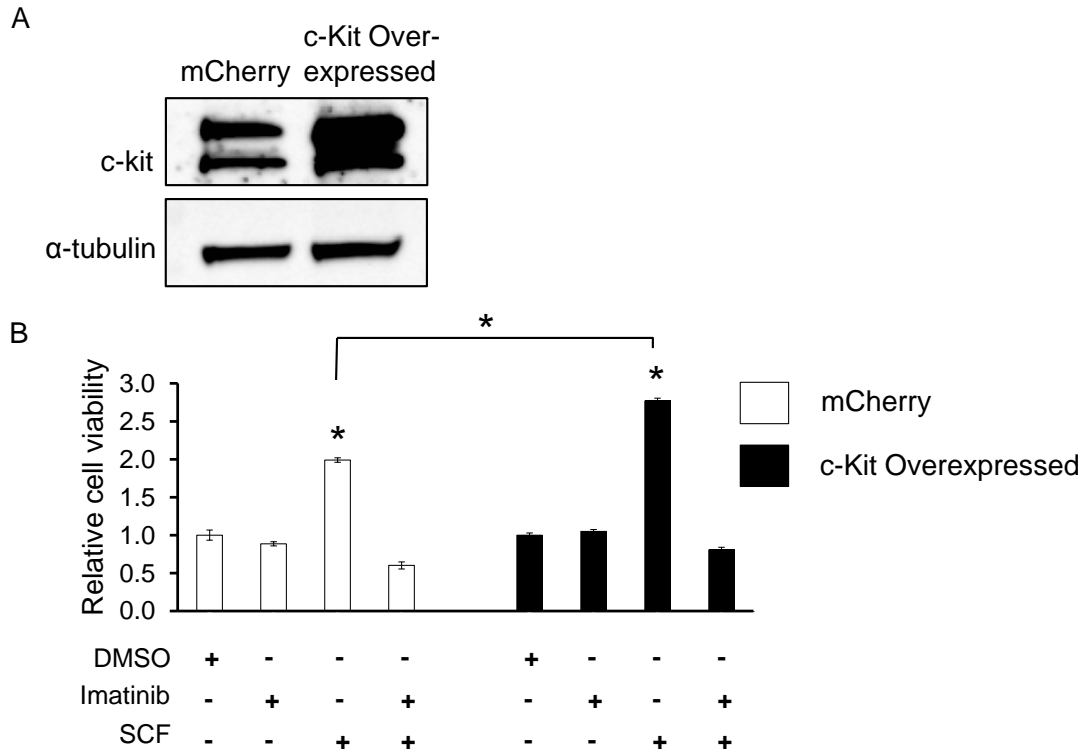 A
mCherry
c-Kit Over-
expressed
c-kit
α-tubulin
B
*
*
*
Relative cell viability
3.0
2.5
2.0
1.5
1.0
0.5
0.0
mCherry
c-Kit Overexpressed
DMSO + - - - + - - -
Imatinib - + - + - + - +
SCF - - + + - - + +